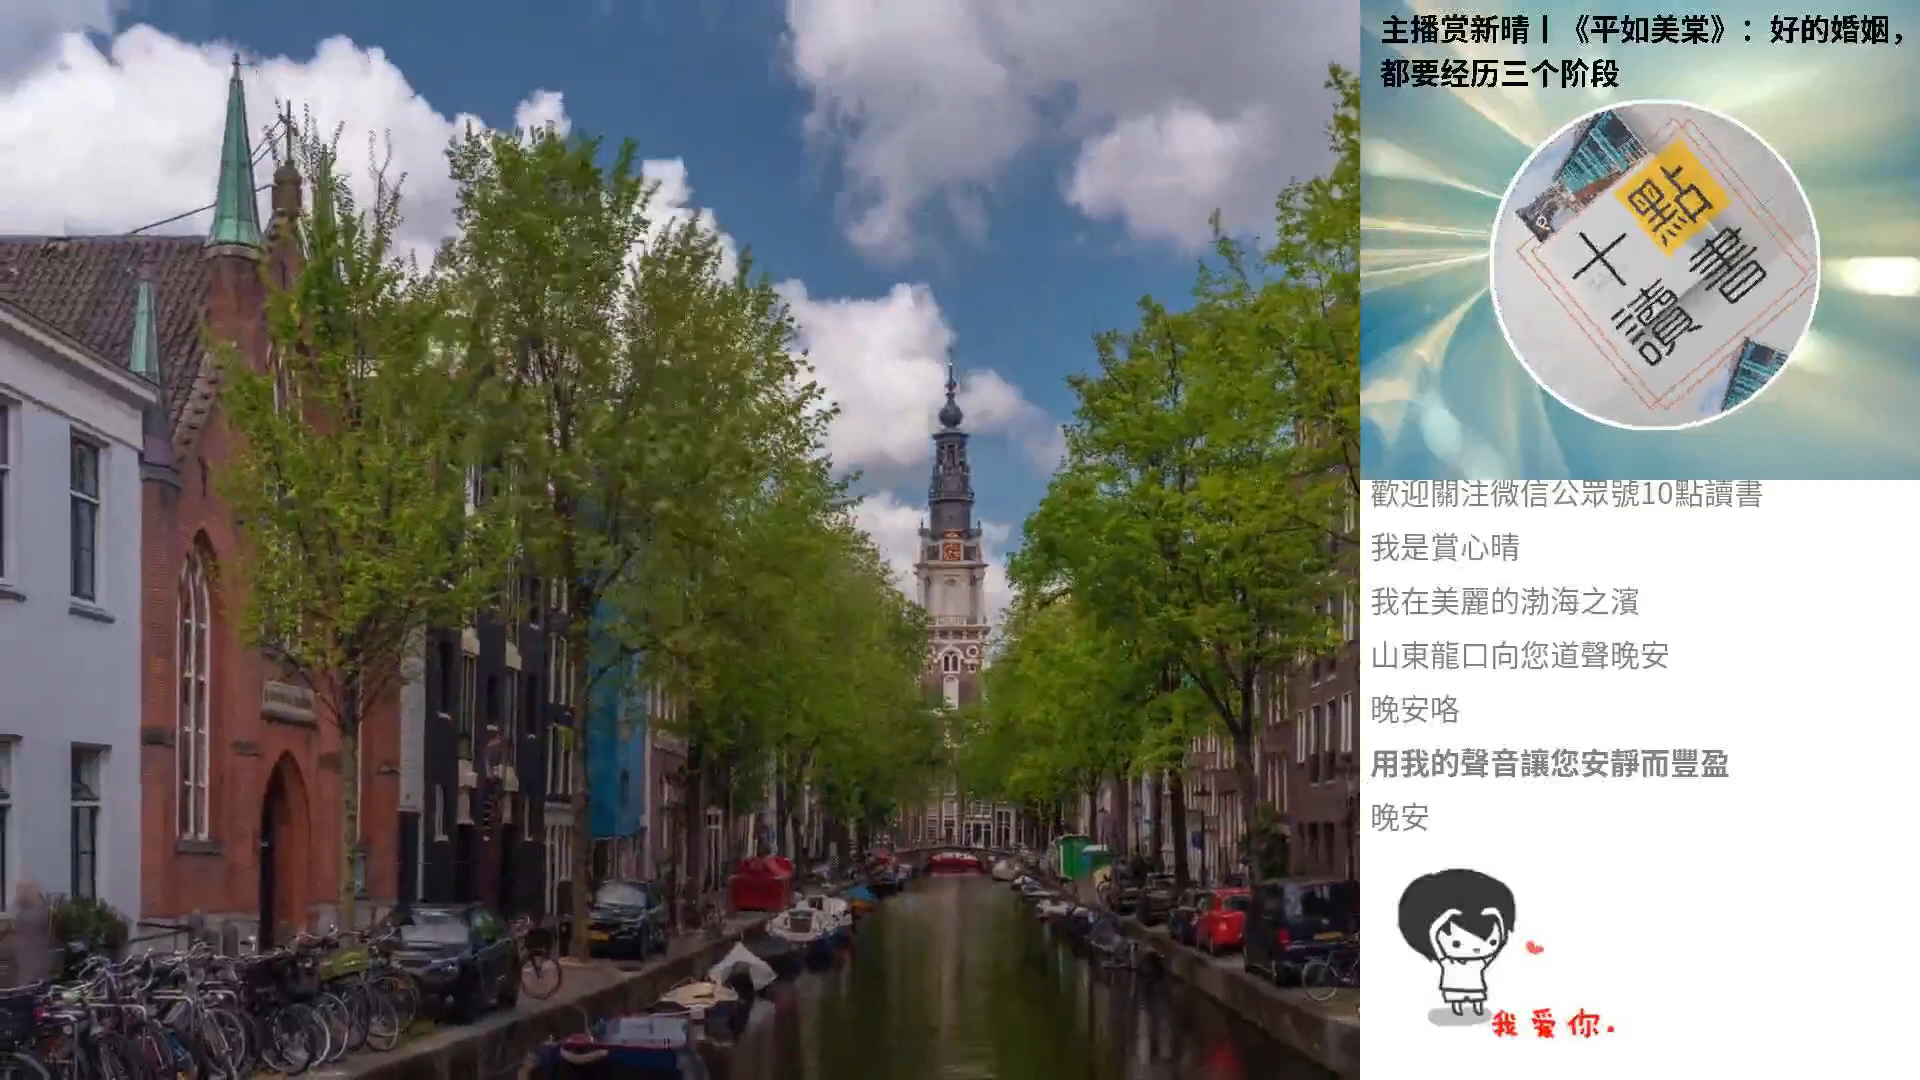 主播赏新晴丨《平如美棠》：好的婚姻，
都要经历三个阶段
十點讀書
歡迎關注微信公眾號10點讀書
我是賞心晴
我在美麗的渤海之濱
山東龍口向您道聲晚安
晚安咯
用我的聲音讓您安靜而豐盈
晚安
我爱你.